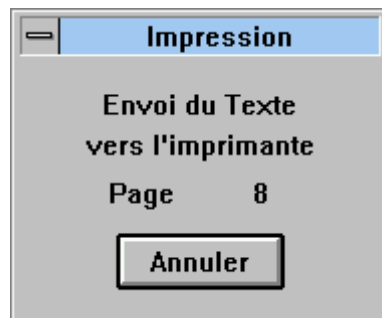 Impression
Envoi du Texte
vers l'imprimante
Page 8
Annuler